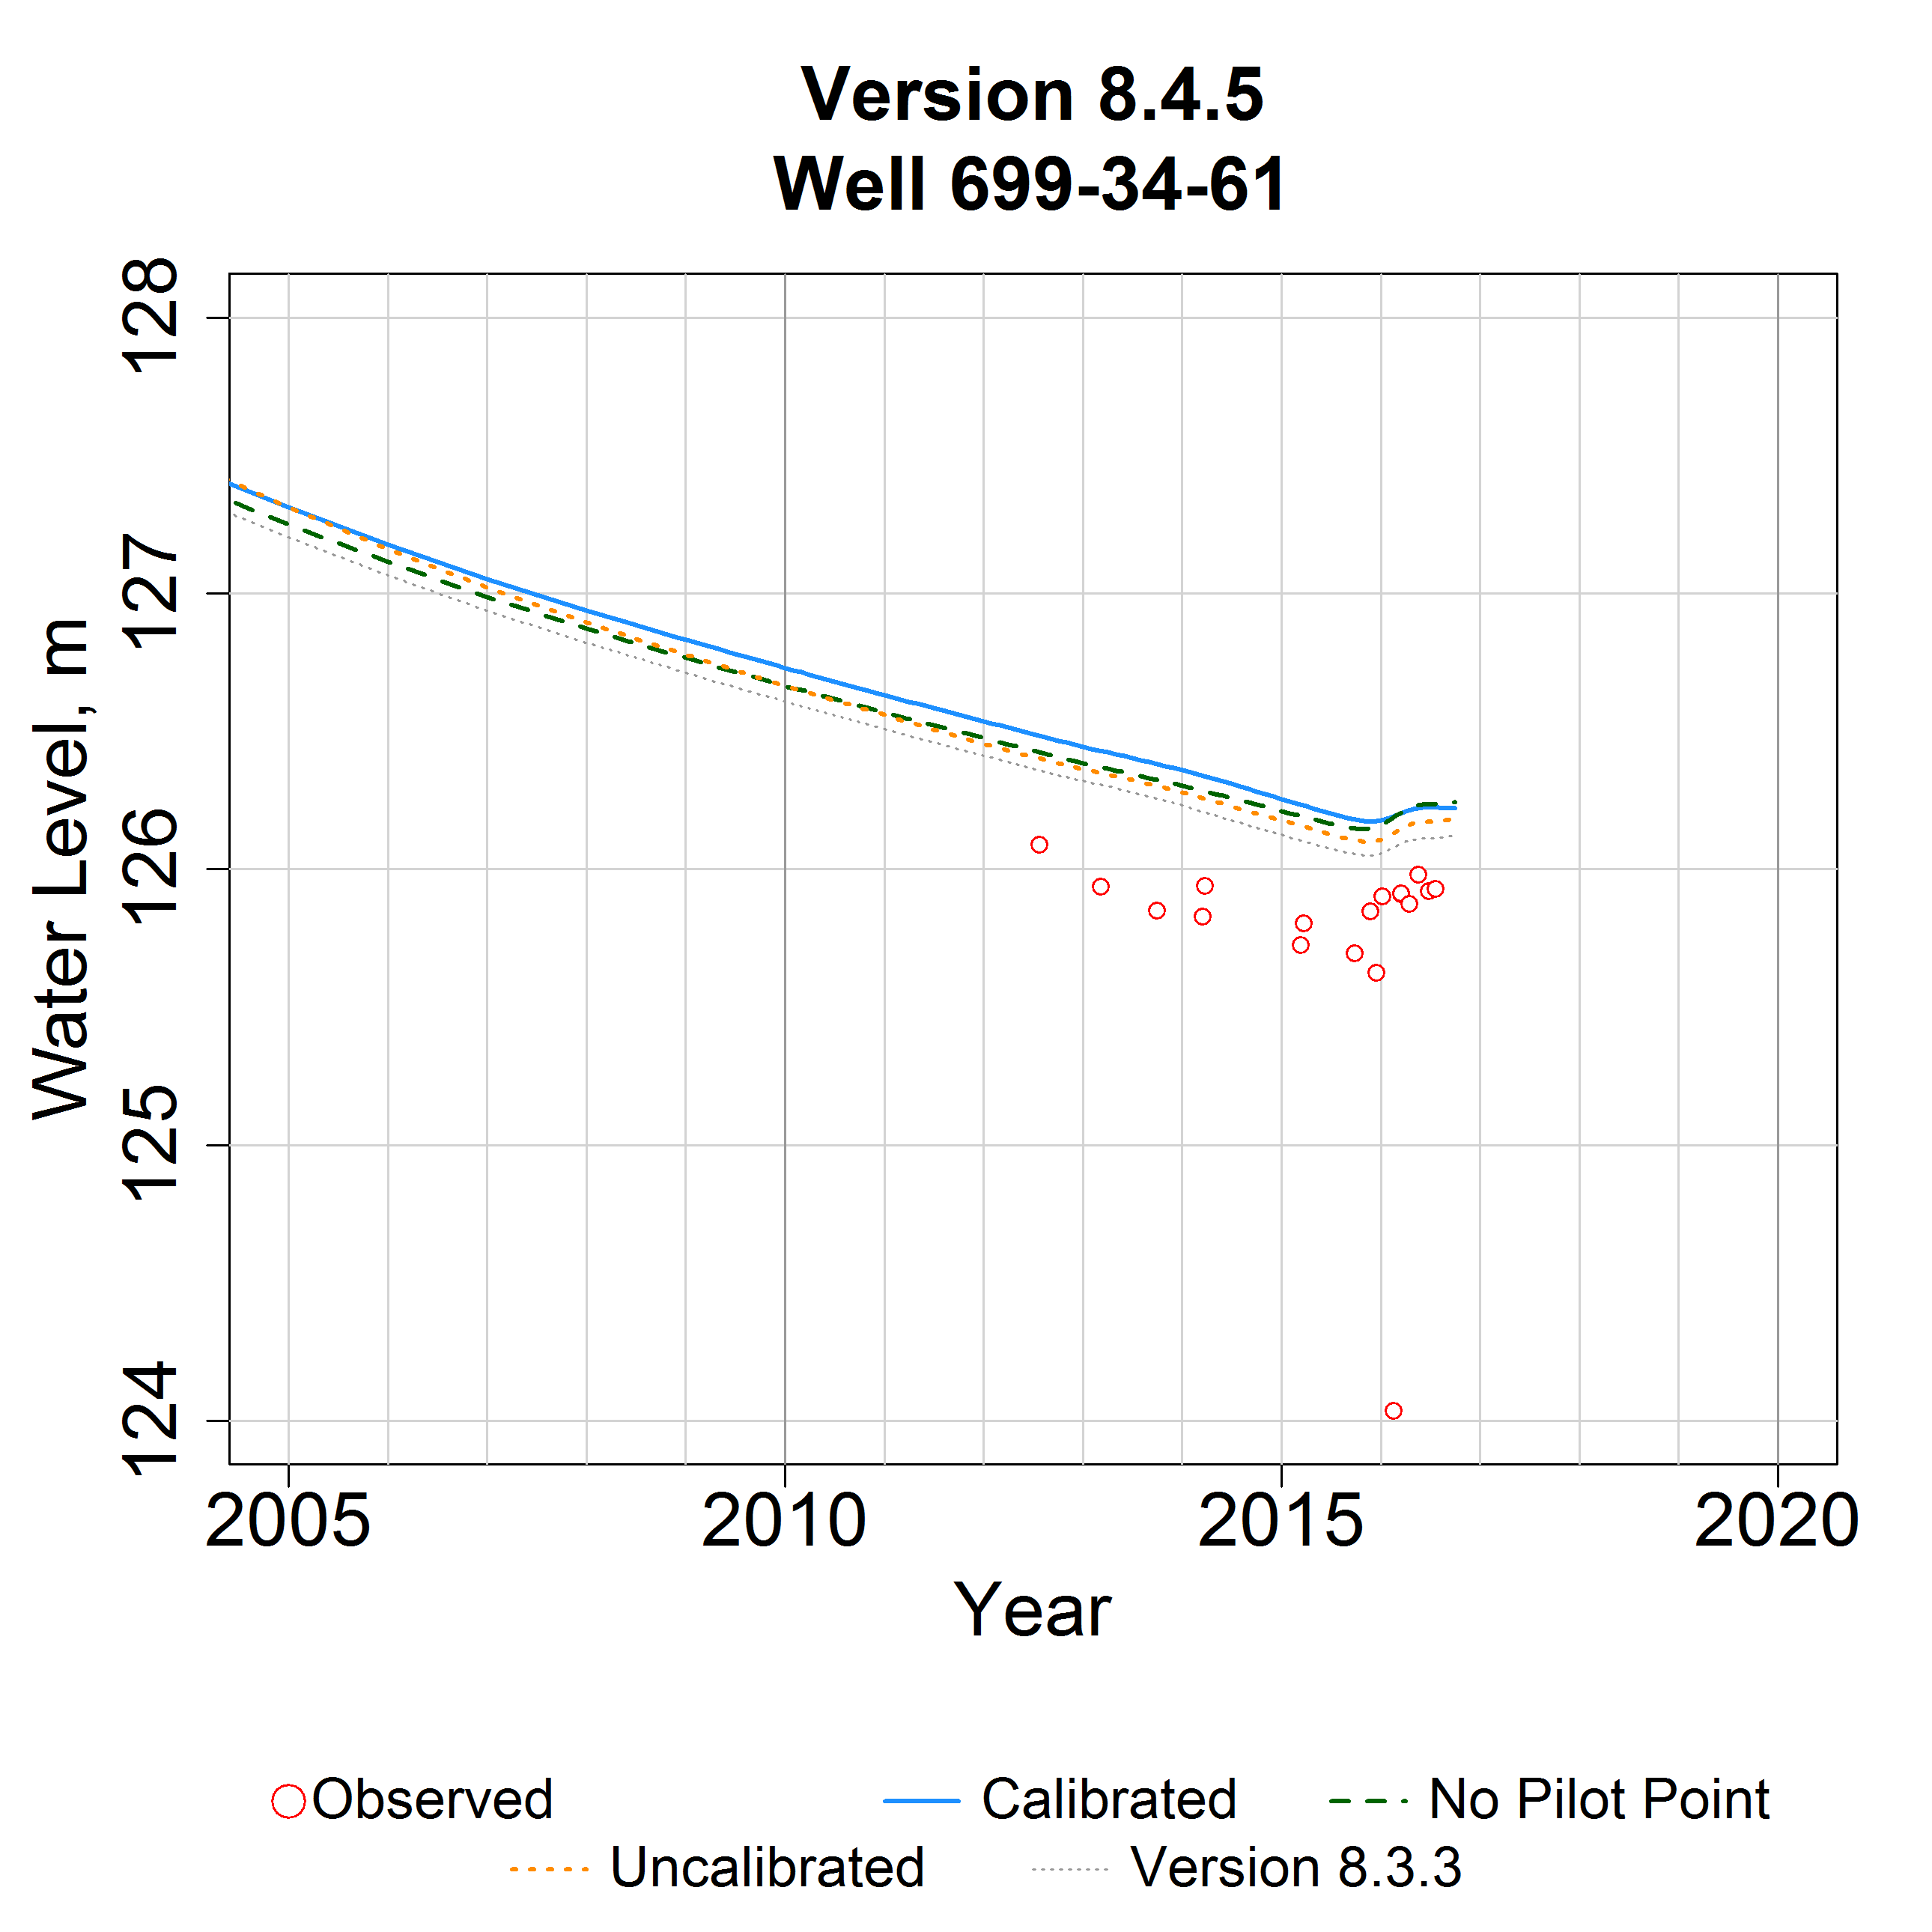 Version 8.4.5
Well 699-34-61
Water Level, m
128
127
126
125
124
2005 2010 2015 2020
Year
Observed Calibrated No Pilot Point
Uncalibrated Version 8.3.3